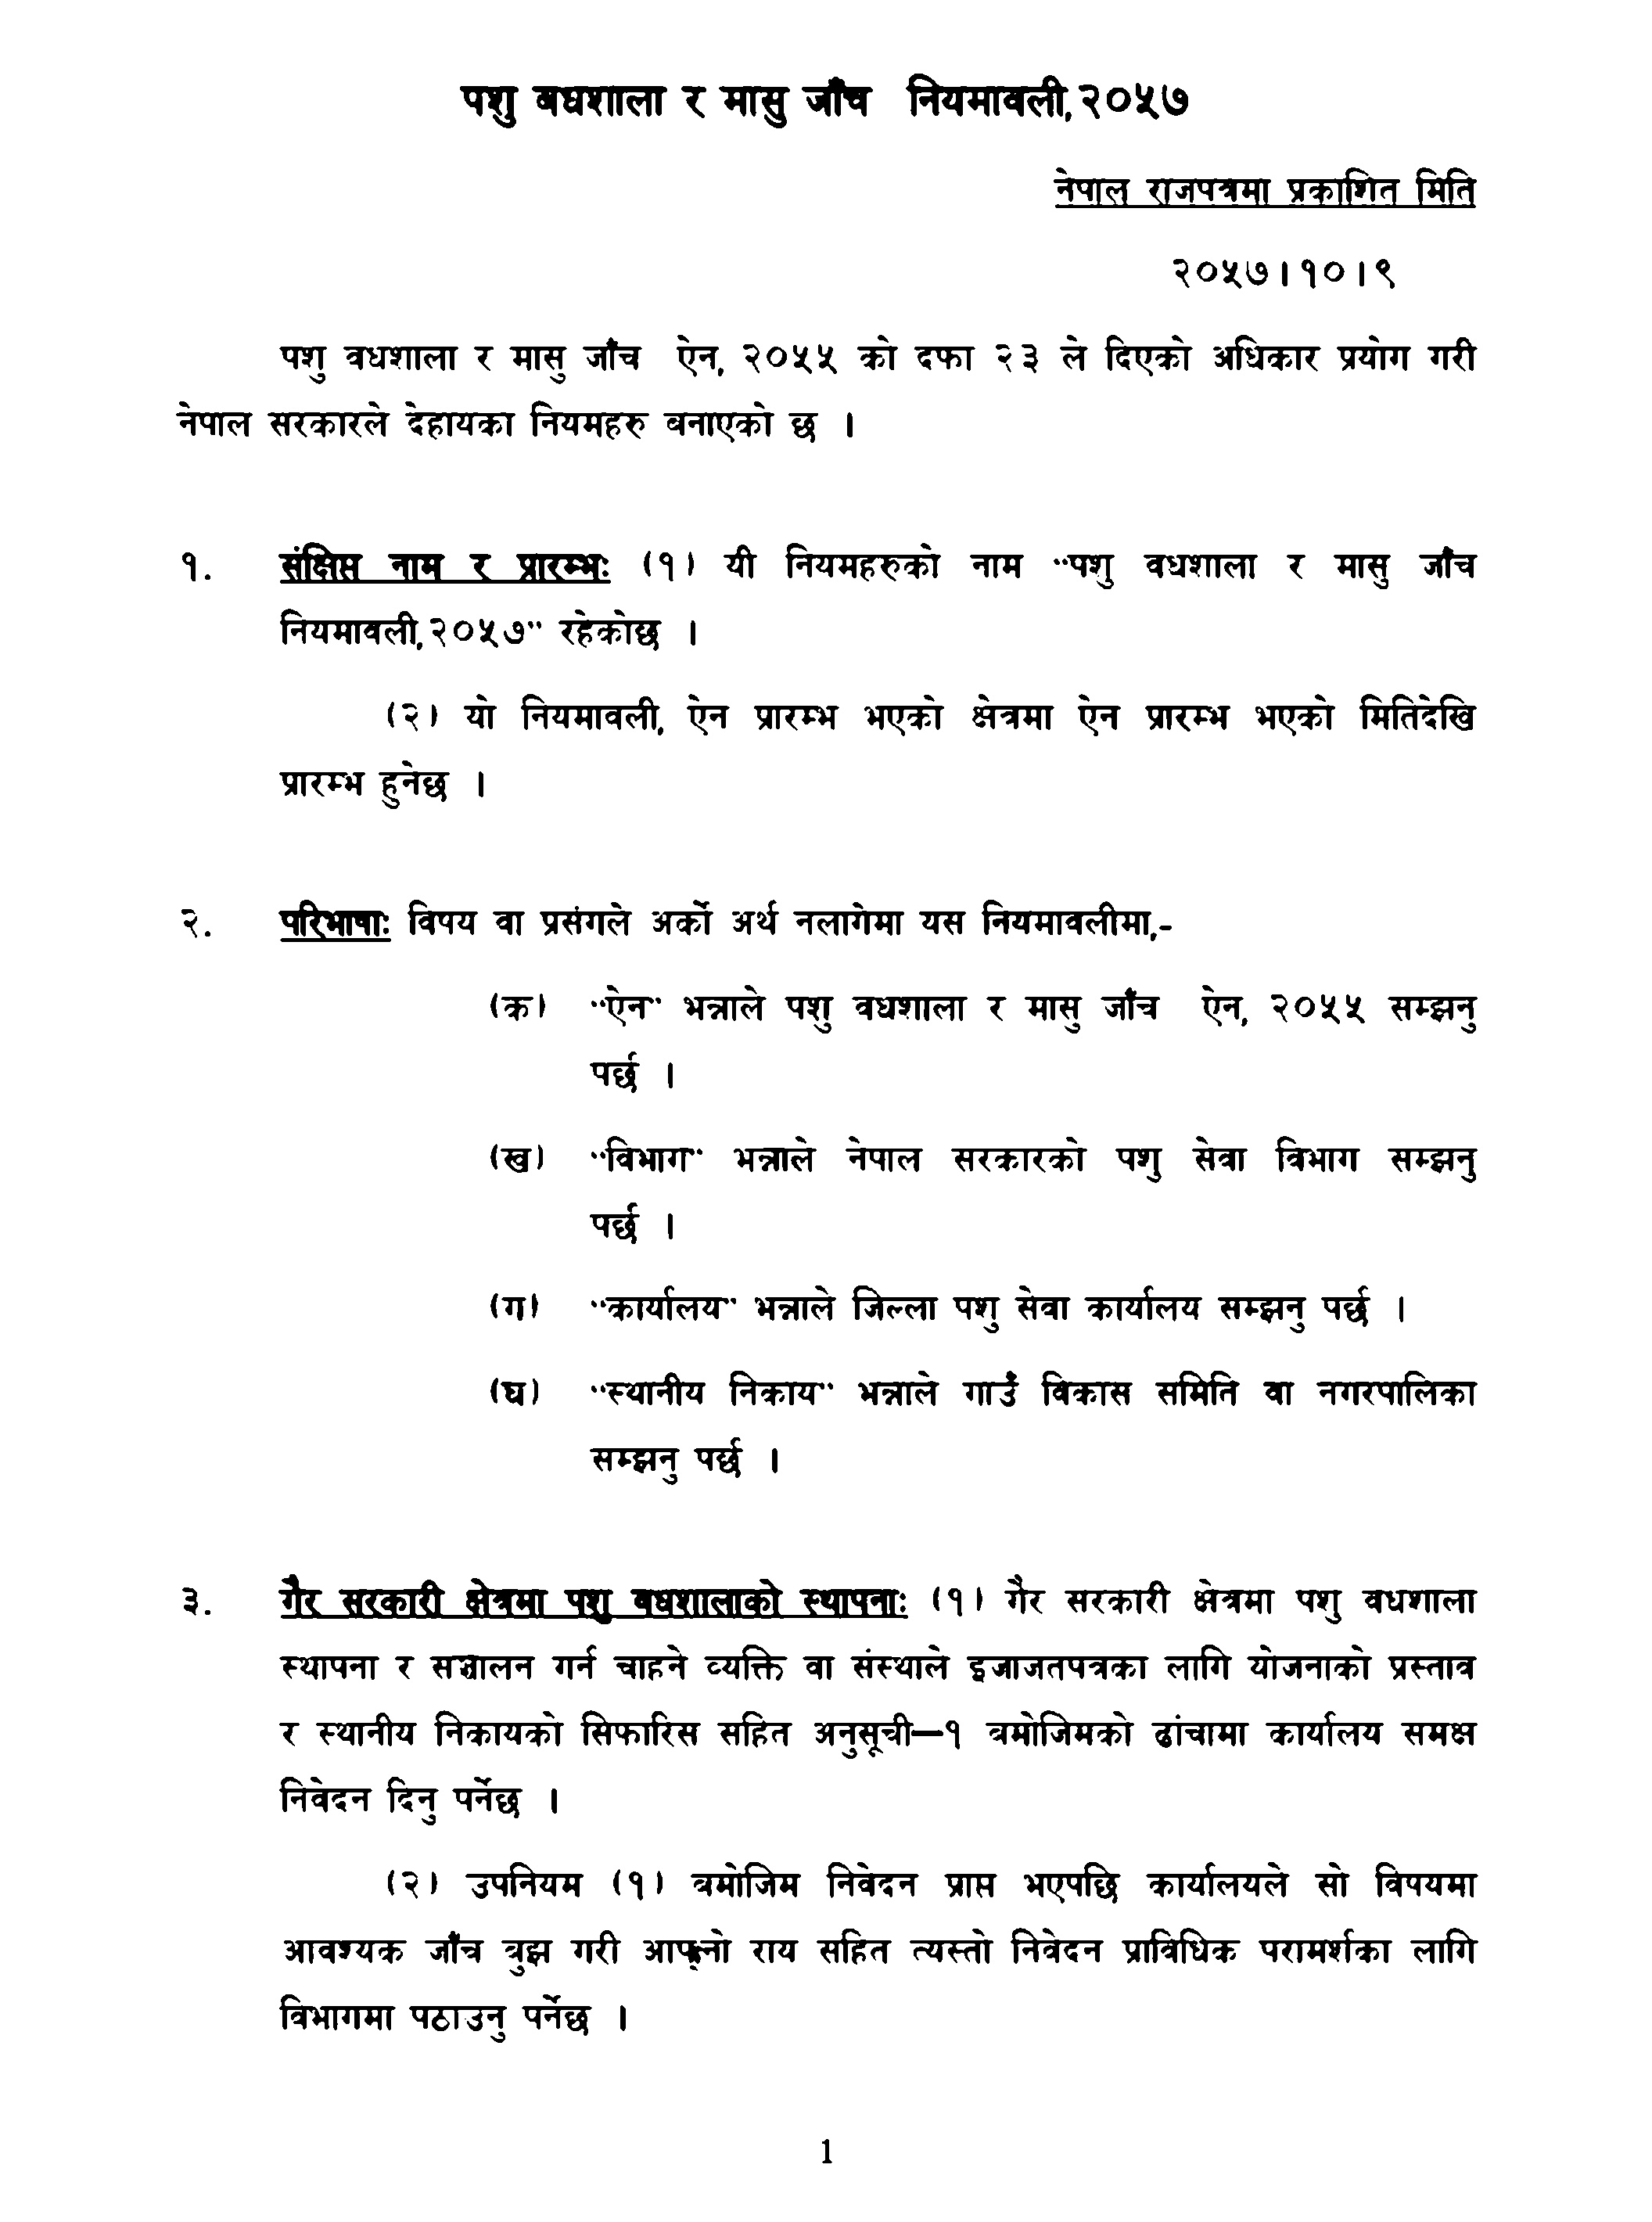 पशु बधशाला र मासु जाँच नियमावली,२०५७
नेपाल राजपत्रमा प्रकाशित मिति
२०५७।१०।९
पशु वधशाला र मासु जाँच ऐन, २०५५ को दफा २३ ले दिएको अधिकार प्रयोग गरी
नेपाल सरकारले देहायका नियमहरु बनाएको छ ।
१. संक्षिप्त नाम र प्रारम्भः (१) यी नियमहरुको नाम "पशु वधशाला र मासु जाँच
नियमावली,२०५७" रहेकोछ ।
(२) यो नियमावली, ऐन प्रारम्भ भएको क्षेत्रमा ऐन प्रारम्भ भएको मितिदेखि
प्रारम्भ हुनेछ ।
२. परिभाषाः विषय वा प्रसंगले अर्को अर्थ नलागेमा यस नियमावलीमा,-
(क) "ऐन" भन्नाले पशु वधशाला र मासु जाँच ऐन, २०५५ सम्झनु
पर्छ ।
(ख) "विभाग" भन्नाले नेपाल सरकारको पशु सेवा विभाग सम्झनु
पर्छ ।
(ग) "कार्यालय" भन्नाले जिल्ला पशु सेवा कार्यालय सम्झनु पर्छ ।
(घ) "स्थानीय निकाय" भन्नाले गाउँ विकास समिति वा नगरपालिका
सम्झनु पर्छ ।
३. गैर सरकारी क्षेत्रमा पशु बधशालाको स्थापनाः (१) गैर सरकारी क्षेत्रमा पशु वधशाला
स्थापना र सञ्चालन गर्न चाहने व्यक्ति वा संस्थाले इजाजतपत्रका लागि योजनाको प्रस्ताव
र स्थानीय निकायको सिफारिस सहित अनुसूची–१ बमोजिमको ढांचामा कार्यालय समक्ष
निवेदन दिनु पर्नेछ ।
(२) उपनियम (१) बमोजिम निवेदन प्राप्त भएपछि कार्यालयले सो विषयमा
आवश्यक जाँच बुझ गरी आफ्नो राय सहित त्यस्तो निवेदन प्राविधिक परामर्शका लागि
विभागमा पठाउनु पर्नेछ ।
1